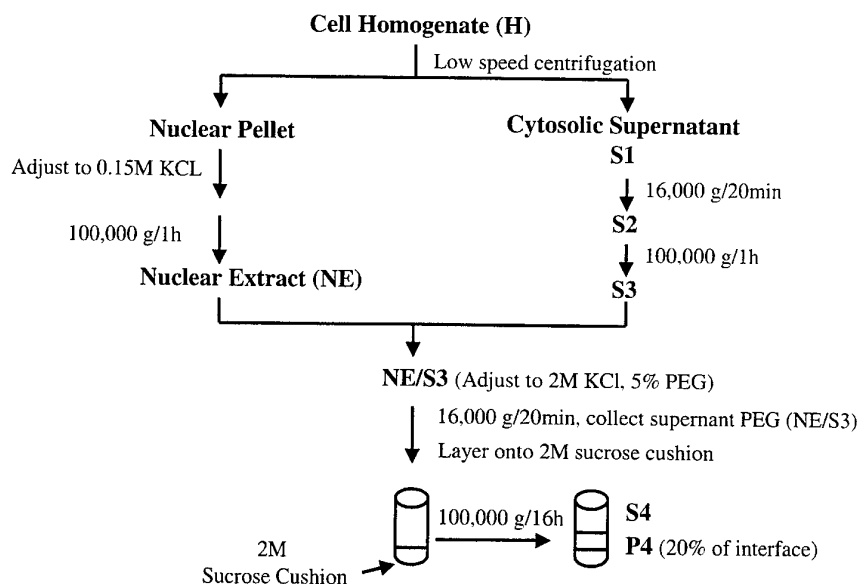 Cell Homogenate (H)
Low speed centrifugation
Nuclear Pellet
Cytosolic Supernatant
S1
Adjust to 0.15M KCL
16,000 g/20min
S2
100,000 g/1h
100,000 g/1h
Nuclear Extract (NE)
S3
NE/S3 (Adjust to 2M KCl, 5% PEG)
16,000 g/20min, collect supernant PEG (NE/S3)
Layer onto 2M sucrose cushion
100,000 g/16h
S4
P4 (20% of interface)
2M
Sucrose Cushion